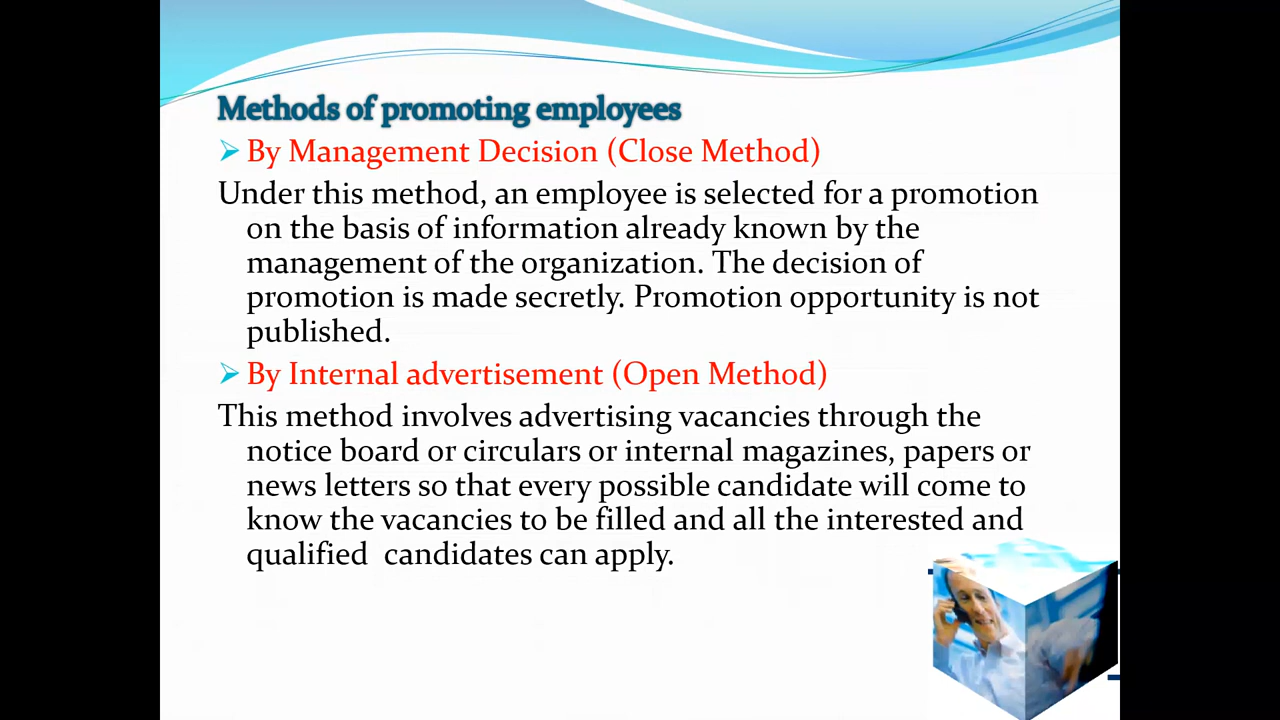 Methods of promoting employees
By Management Decision (Close Method)
Under this method, an employee is selected for a promotion
on the basis of information already known by the
management of the organization. The decision of
promotion is made secretly. Promotion opportunity is not
published.
By Internal advertisement (Open Method)
This method involves advertising vacancies through the
notice board or circulars or internal magazines, papers or
news letters so that every possible candidate will come to
know the vacancies to be filled and all the interested and
qualified  candidates can apply.